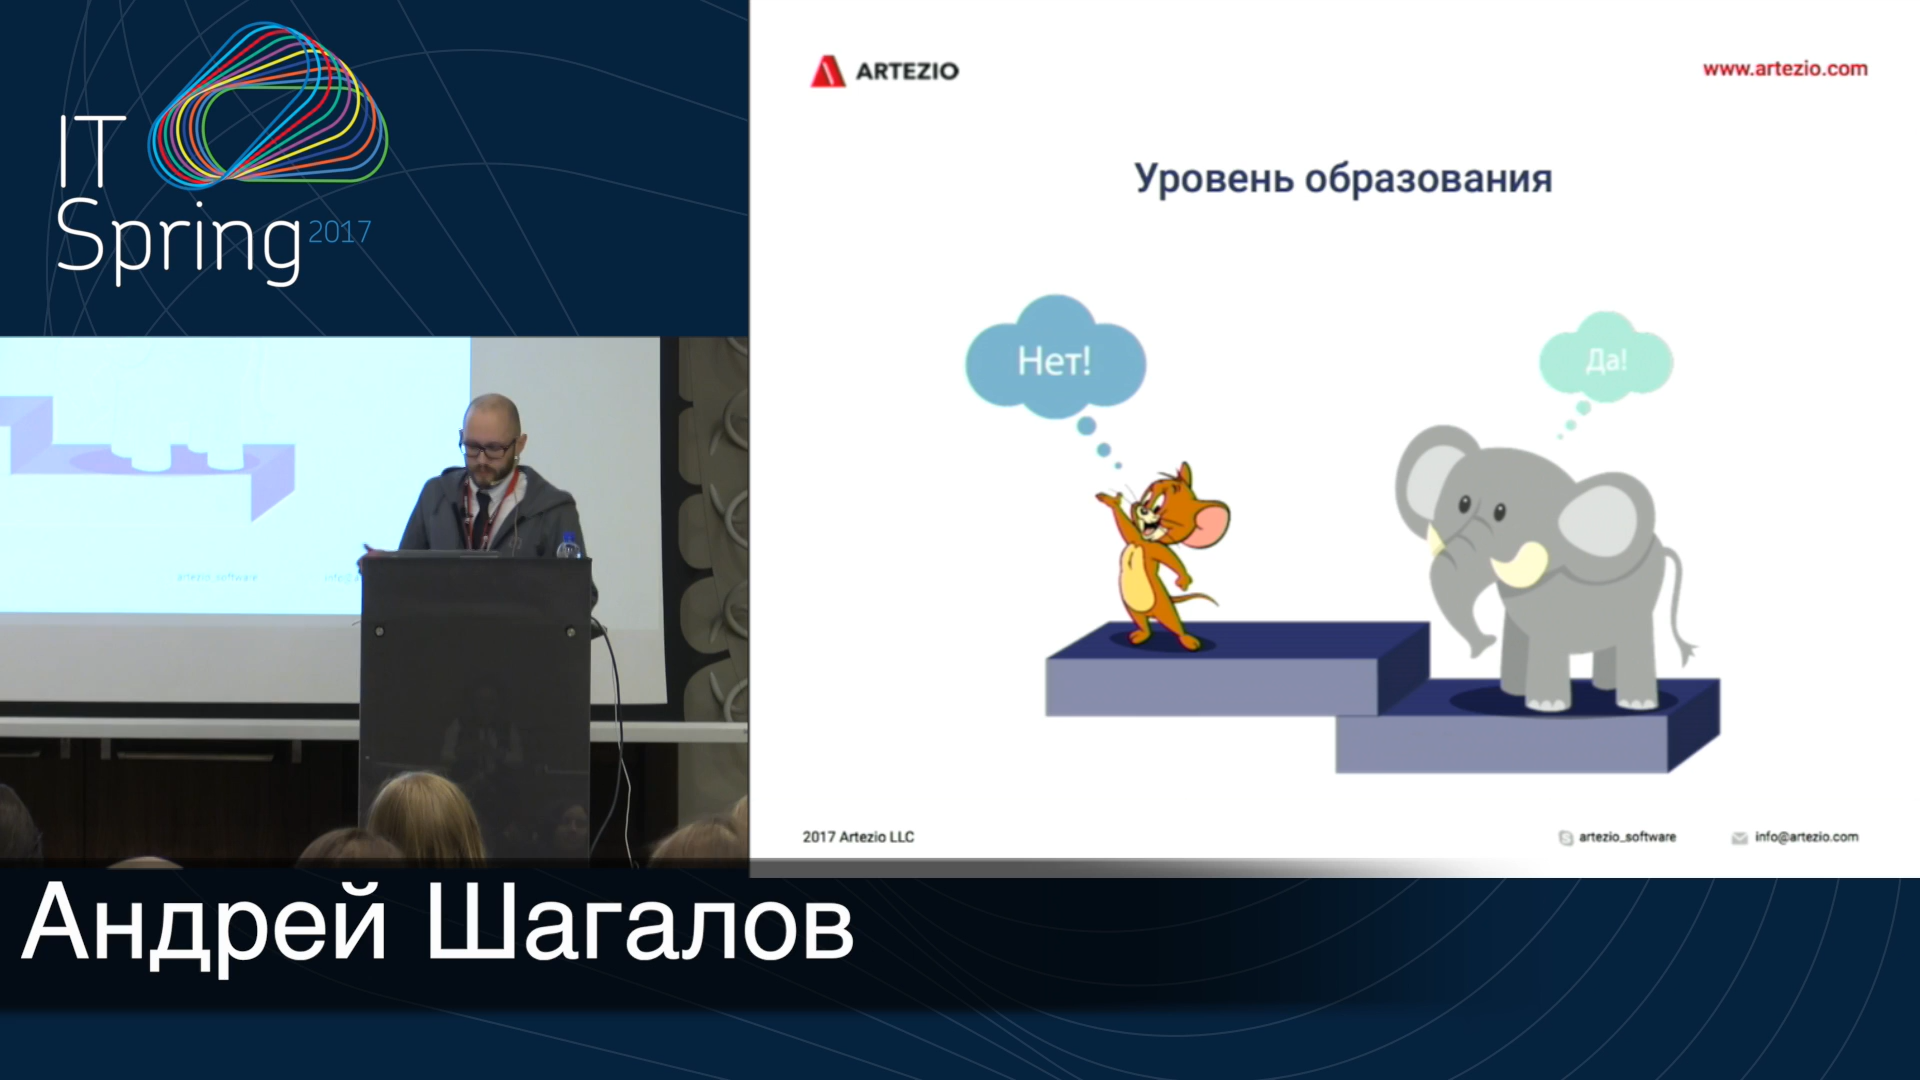 IT
Spring 2017
ARTEZIO
www.artezio.com
Уровень образования
Нет!
Да!
2017 Artezio LLC
artezio_software
info@artezio.com
artezio_software
Андрей Шагалов